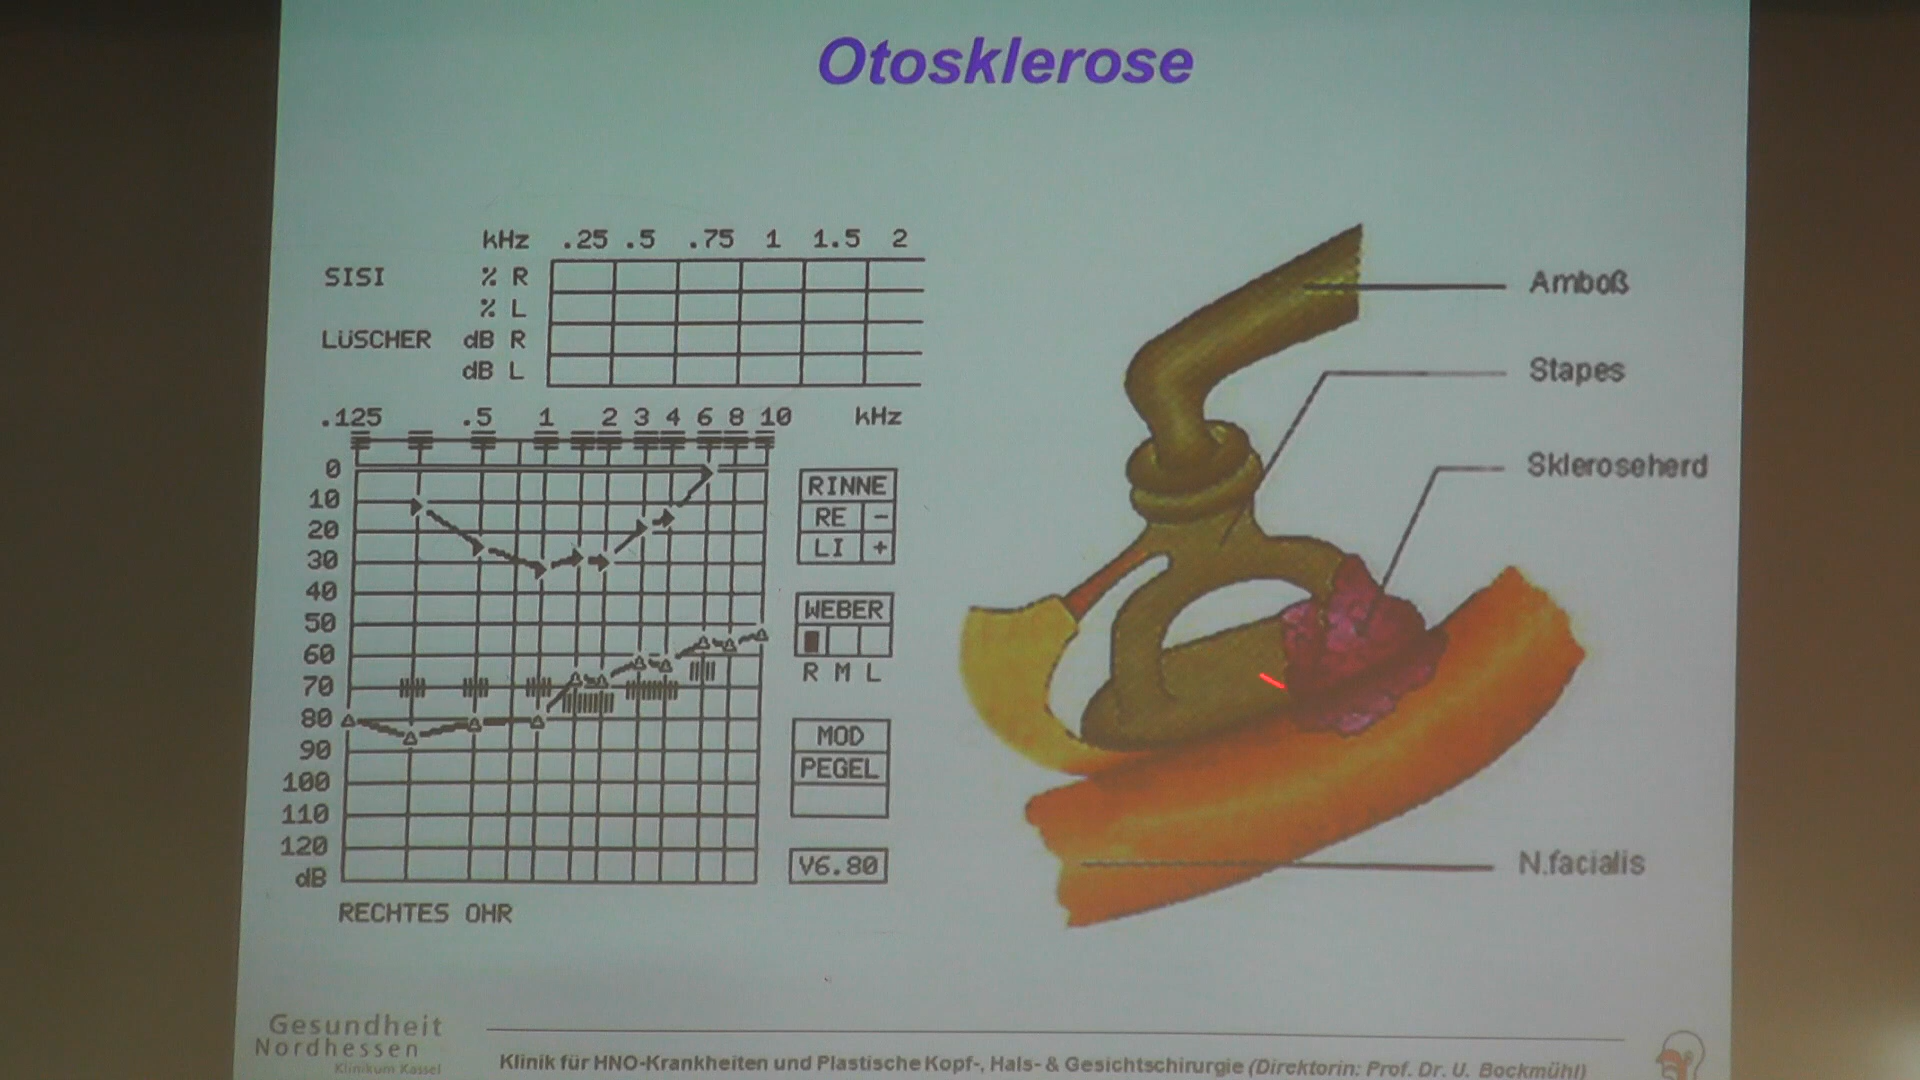 Otosklerose
kHz .25 .5 .75 1 1.5 2
SISI % R
% L
LÜSCHER dB R
dB L
.125 .5 1 2 3 4 6 8 10 kHz
0
10
20
30
40
50
60
70
80
90
100
110
120
dB
RINNE
RE -
LI +
WEBER
R M L
MOD
PEGEL
V6.80
RECHTES OHR
Amboß
Stapes
Skleroseherd
N.facialis
Gesundheit
Nordhessen
Klinikum Kassel
Klinik für HNO-Krankheiten und Plastische Kopf-, Hals- & Gesichtschirurgie (Direktorin: Prof. Dr. U. Bockmühl)